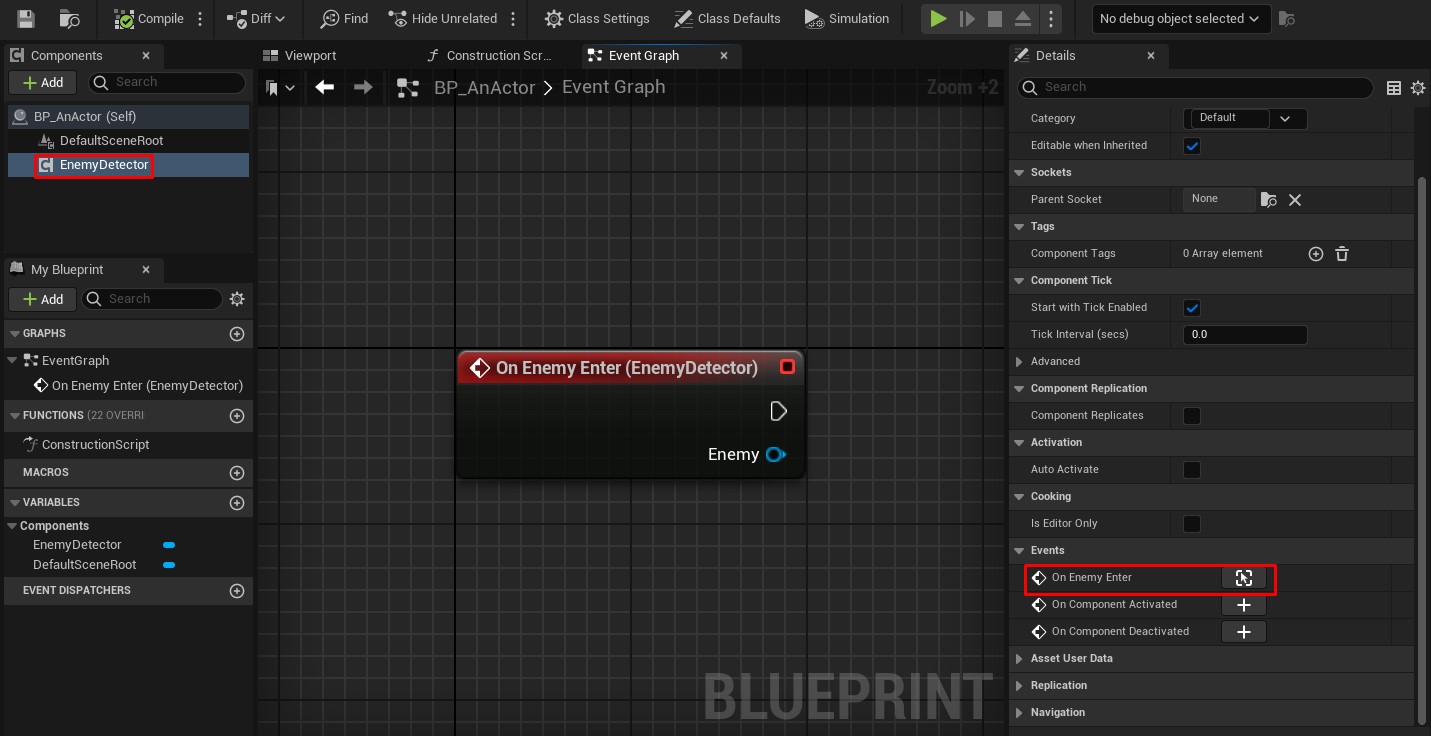 Compile
Diff
Find
Hide Unrelated
Class Settings
Class Defaults
Simulation
No debug object selected
Components
Add
Search
BP_AnActor (Self)
DefaultSceneRoot
EnemyDetector
My Blueprint
Add
Search
GRAPHS
EventGraph
On Enemy Enter (EnemyDetector)
FUNCTIONS (22 OVERRI
ConstructionScript
MACROS
VARIABLES
Components
EnemyDetector
DefaultSceneRoot
EVENT DISPATCHERS
Viewport
Construction Scr...
Event Graph
BP_AnActor > Event Graph
Zoom +2
On Enemy Enter (EnemyDetector)
Enemy
BLUEPRINT
Details
Search
Category Default
Editable when Inherited
Sockets
Parent Socket None
Tags
Component Tags 0 Array element
Component Tick
Start with Tick Enabled
Tick Interval (secs) 0.0
Advanced
Component Replication
Component Replicates
Activation
Auto Activate
Cooking
Is Editor Only
Events
On Enemy Enter
On Component Activated
On Component Deactivated
Asset User Data
Replication
Navigation